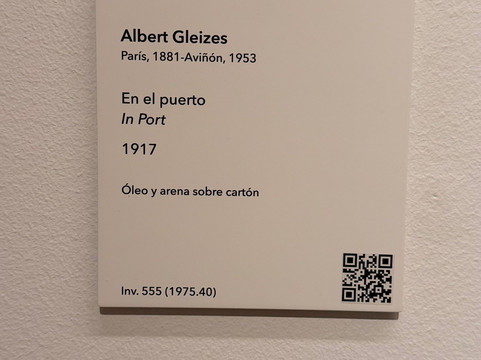 Albert Gleizes
París, 1881-Aviñón, 1953
En el puerto
In Port
1917
Óleo y arena sobre cartón
Inv. 555 (1975.40)